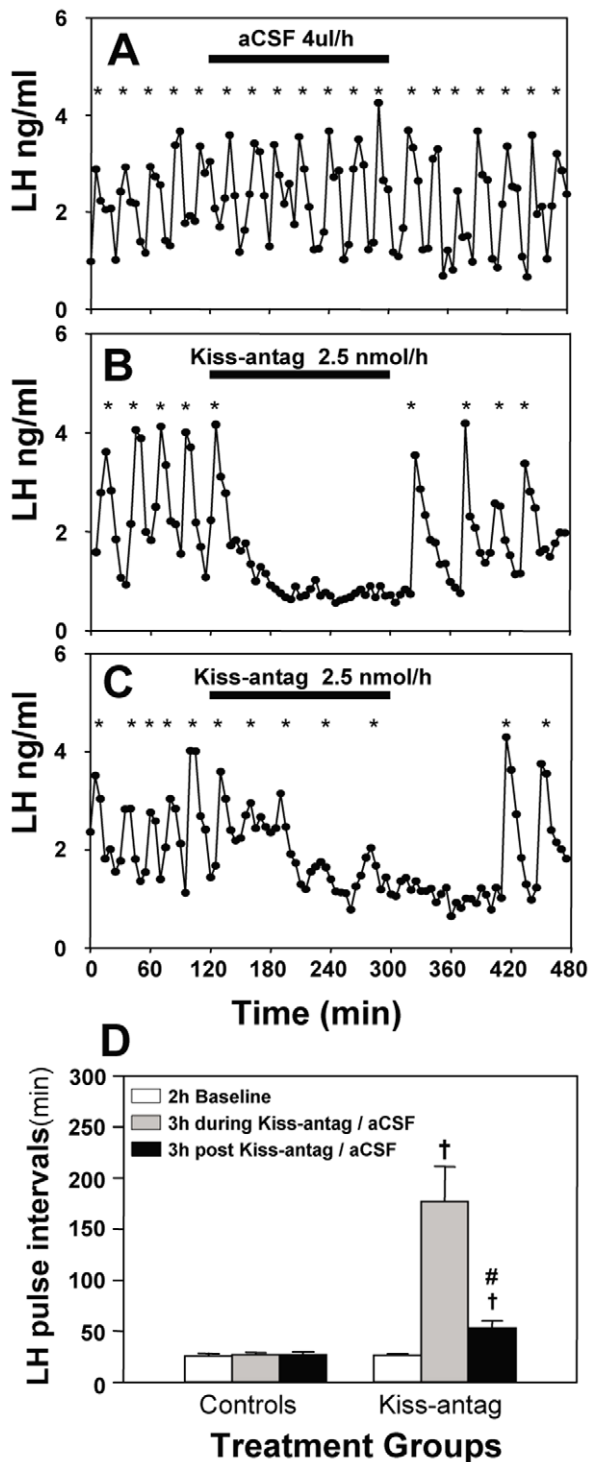 A
aCSF 4ul/h
* * * * * * * * * * * * * * * * * * *
LH ng/ml
6
4
2
0
B
Kiss-antag 2.5 nmol/h
* * * * * * * * *
LH ng/ml
6
4
2
0
C
Kiss-antag 2.5 nmol/h
* * * * * * * * * * * *
LH ng/ml
6
4
2
0
0 60 120 180 240 300 360 420 480
Time (min)
D
LH pulse intervals(min)
300
250
200
150
100
50
0
2h Baseline
3h during Kiss-antag / aCSF
3h post Kiss-antag / aCSF
†
#
†
Controls Kiss-antag
Treatment Groups